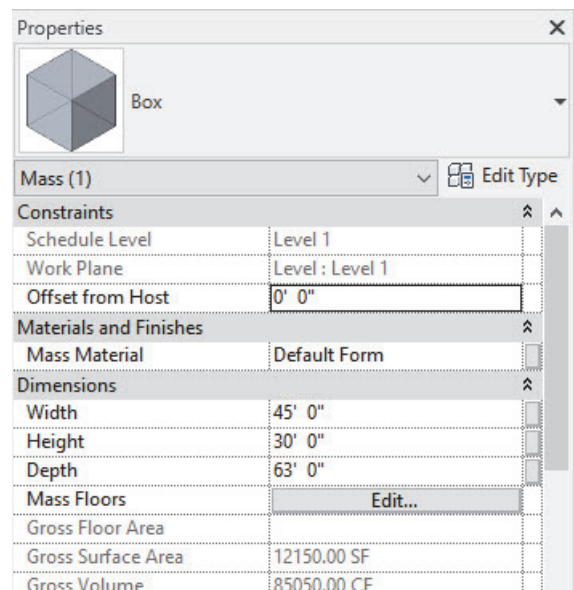 Properties
Box
Mass (1) Edit Type
Constraints
Schedule Level Level 1
Work Plane Level : Level 1
Offset from Host 0' 0"
Materials and Finishes
Mass Material Default Form
Dimensions
Width 45' 0"
Height 30' 0"
Depth 63' 0"
Mass Floors Edit...
Gross Floor Area
Gross Surface Area 12150.00 SF
Gross Volume 85050.00 CF